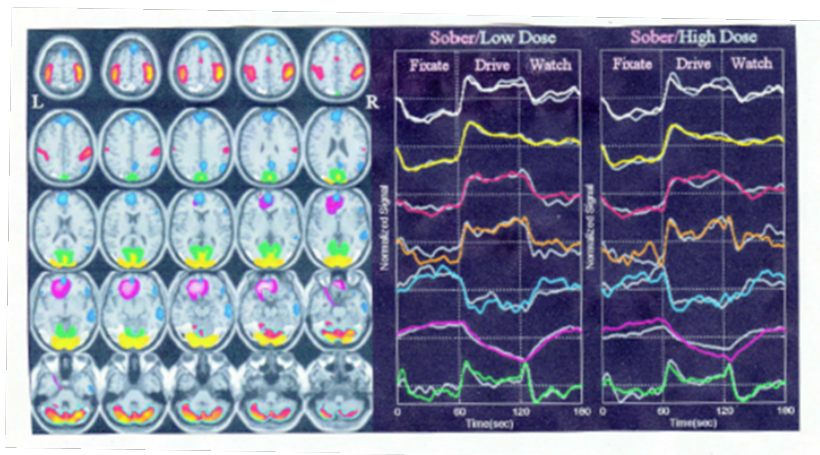 L
R
Sober/Low Dose
Fixate Drive Watch
Normalized Signal
0 60 120 180
Time(sec)
Sober/High Dose
Fixate Drive Watch
Normalized Signal
0 60 120 180
Time(sec)